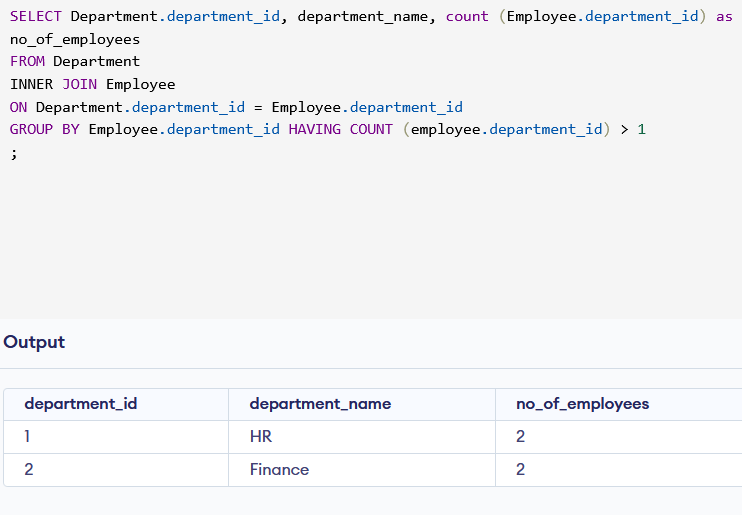 SELECT Department.department_id, department_name, count (Employee.department_id) as
no_of_employees
FROM Department
INNER JOIN Employee
ON Department.department_id = Employee.department_id
GROUP BY Employee.department_id HAVING COUNT (employee.department_id) > 1
;
Output
department_id department_name no_of_employees
1 HR 2
2 Finance 2